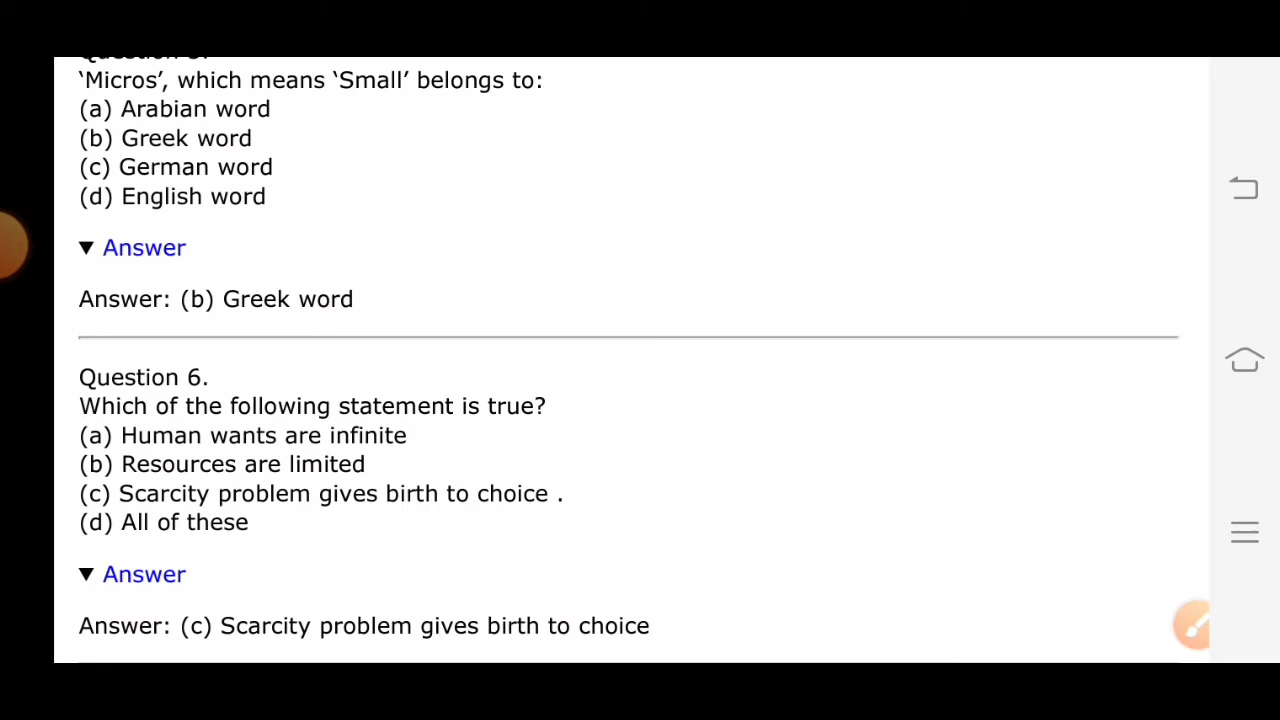 Question 5.
‘Micros’, which means ‘Small’ belongs to:
(a) Arabian word
(b) Greek word
(c) German word
(d) English word
▼ Answer
Answer: (b) Greek word
Question 6.
Which of the following statement is true?
(a) Human wants are infinite
(b) Resources are limited
(c) Scarcity problem gives birth to choice .
(d) All of these
▼ Answer
Answer: (c) Scarcity problem gives birth to choice